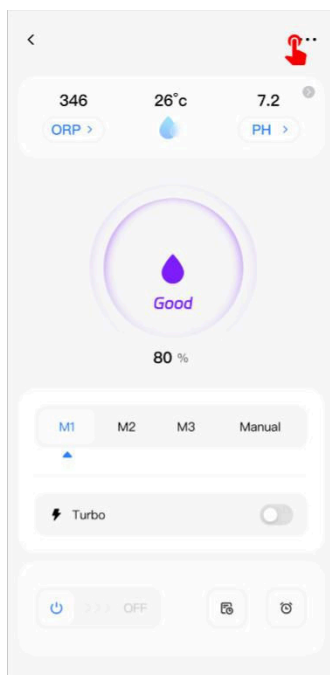 346 26°c 7.2
ORP > PH >
Good
80 %
M1 M2 M3 Manual
Turbo
OFF